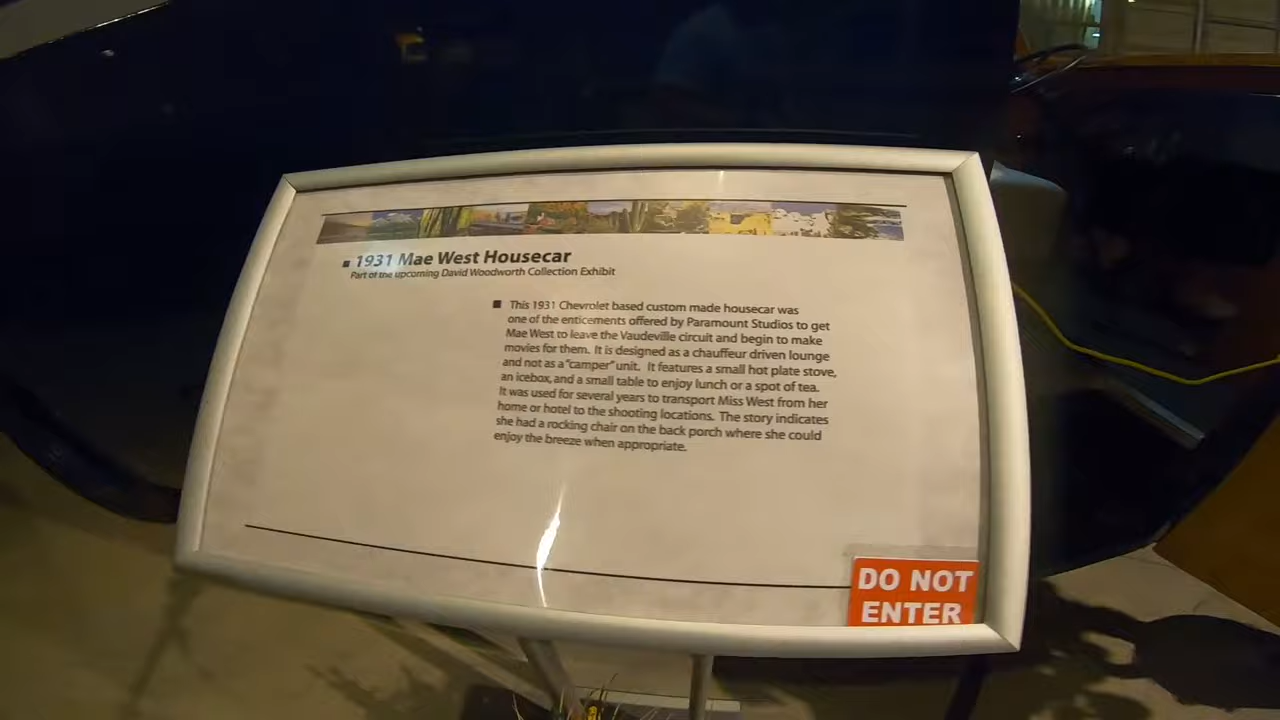 1931 Mae West Housecar
Part of the upcoming David Woodworth Collection Exhibit
This 1931 Chevrolet based custom made housecar was
one of the enticements offered by Paramount Studios to get
Mae West to leave the Vaudeville circuit and begin to make
movies for them. It is designed as a chauffeur driven lounge
and not as a "camper" unit. It features a small hot plate stove,
an icebox, and a small table to enjoy lunch or a spot of tea.
It was used for several years to transport Miss West from her
home or hotel to the shooting locations. The story indicates
she had a rocking chair on the back porch where she could
enjoy the breeze when appropriate.
DO NOT
ENTER